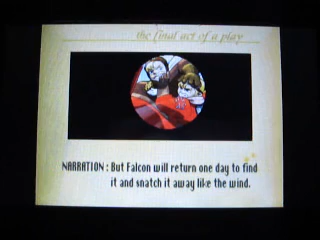 the final act of a play
NARRATION : But Falcon will return one day to find
it and snatch it away like the wind.